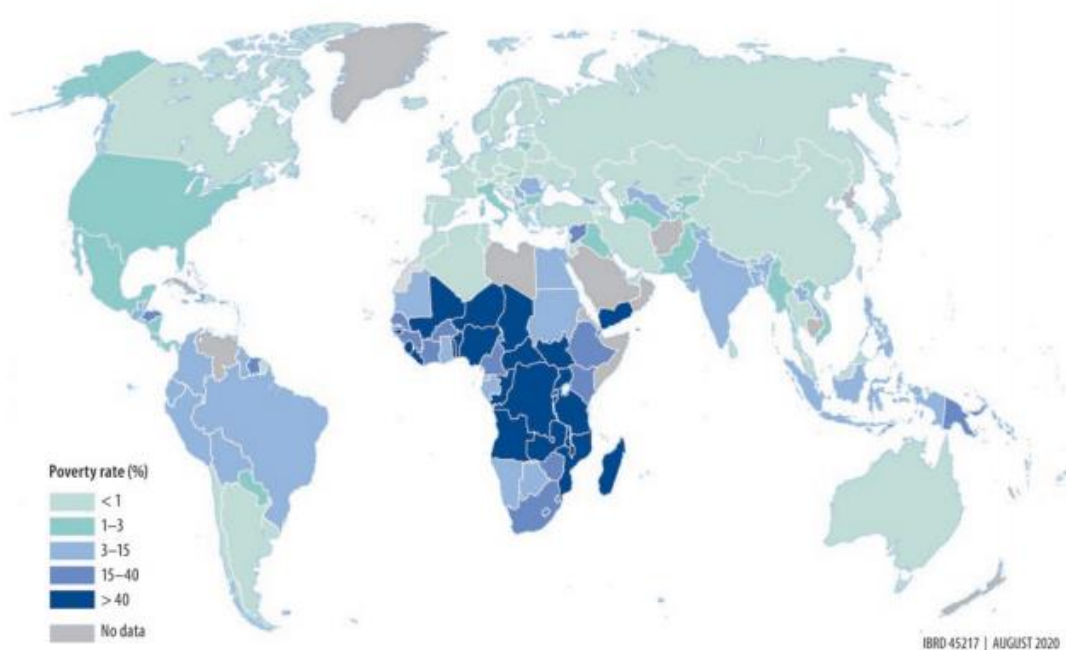 Poverty rate (%)
< 1
1–3
3–15
15–40
> 40
No data
IBRD 45217 | AUGUST 2020